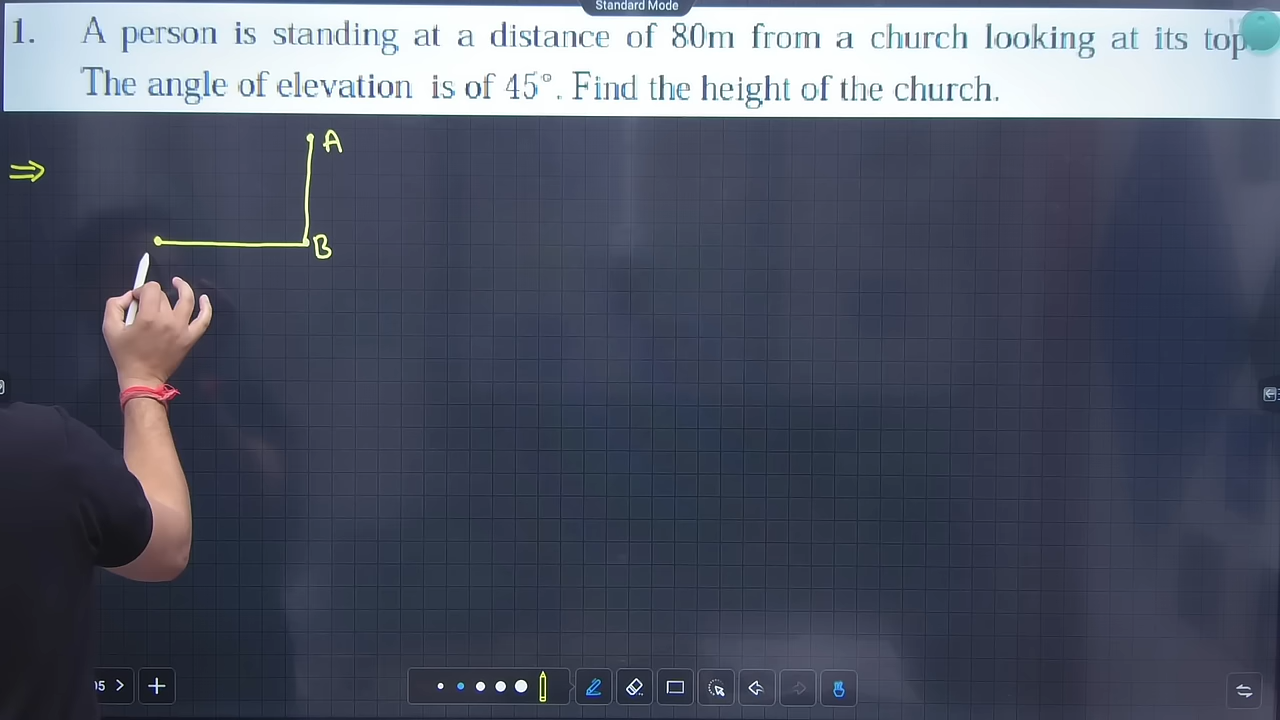 Standard Mode
1. A person is standing at a distance of 80m from a church looking at its top.
The angle of elevation is of 45°. Find the height of the church.
⇒
A
B
05